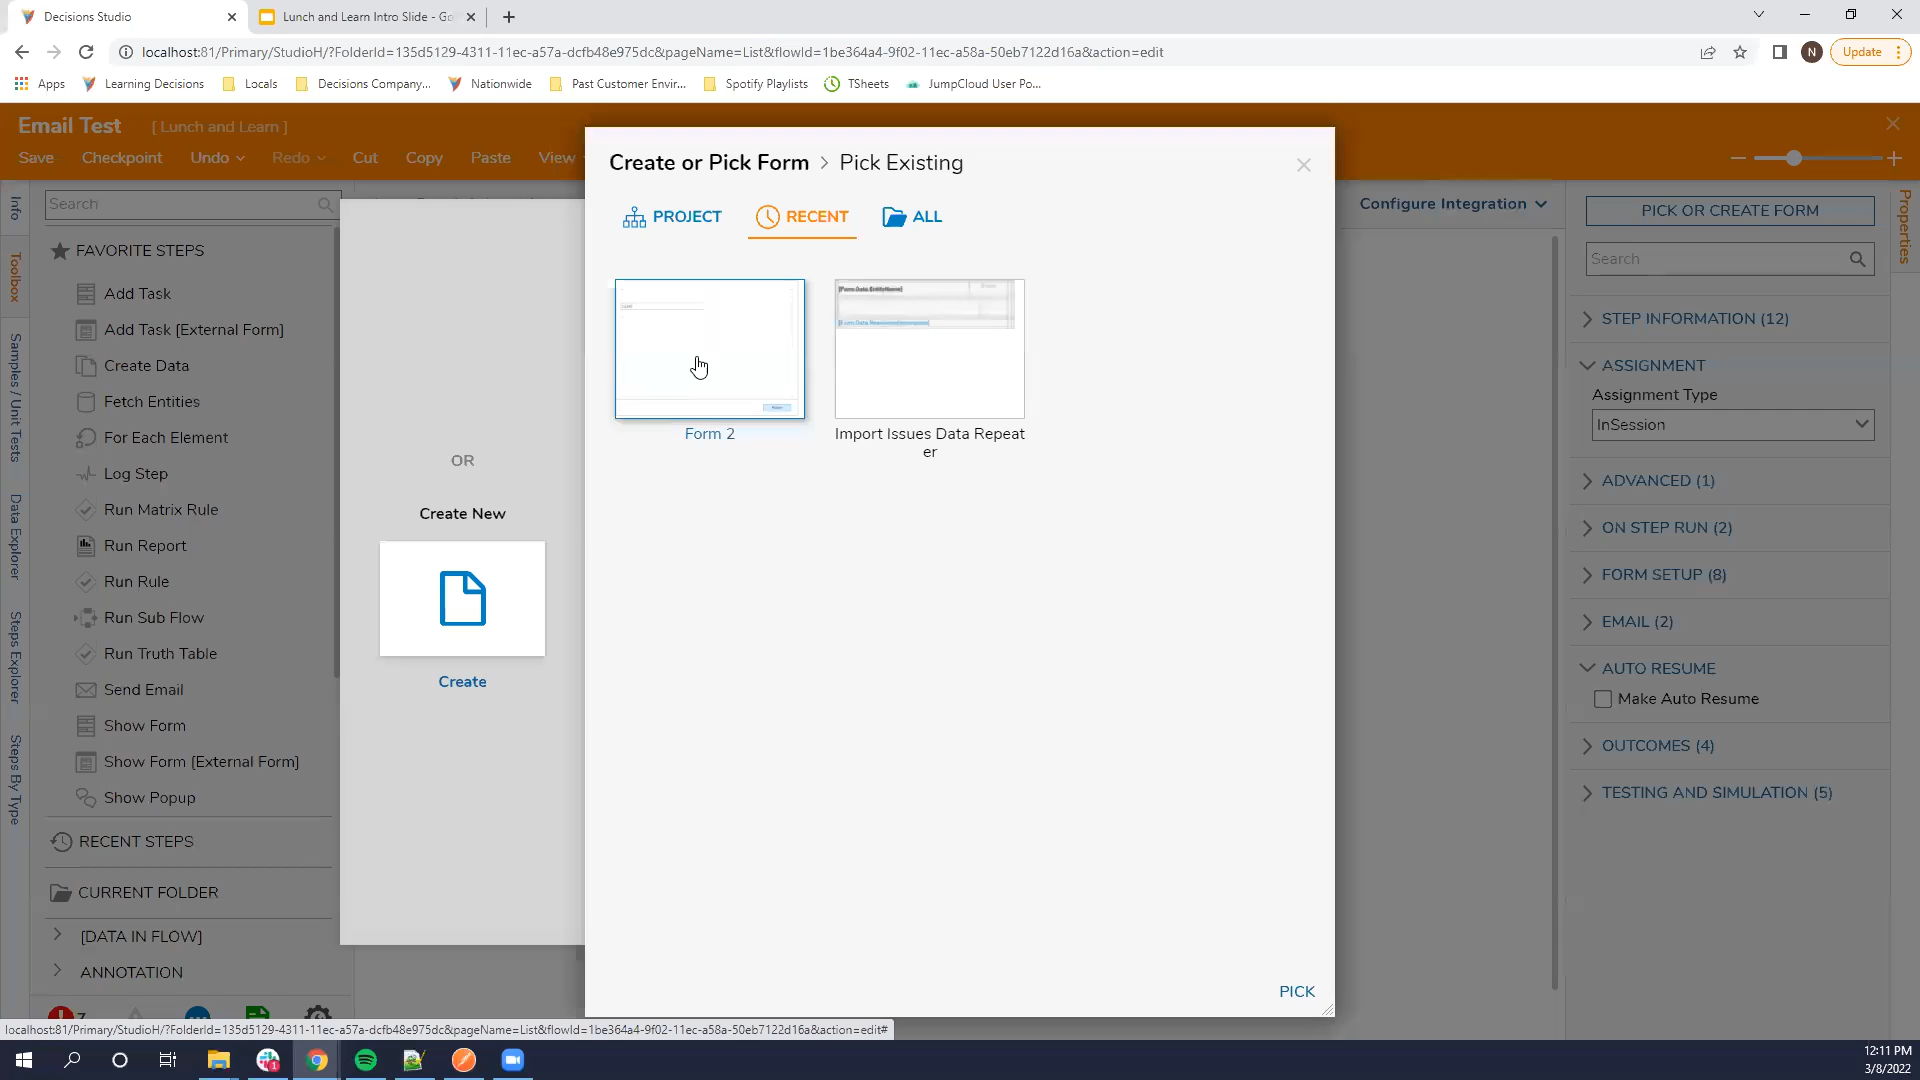 Decisions Studio
Lunch and Learn Intro Slide - Go
localhost:81/Primary/StudioH/?FolderId=135d5129-4311-11ec-a57a-dcfb48e975dc&pageName=List&flowId=1be364a4-9f02-11ec-a58a-50eb7122d16a&action=edit
N
Update
Apps
Learning Decisions
Locals
Decisions Company...
Nationwide
Past Customer Envir...
Spotify Playlists
TSheets
JumpCloud User Po...
Email Test
[ Lunch and Learn ]
Save
Checkpoint
Undo
Redo
Cut
Copy
Paste
View
Info
Toolbox
Samples / Unit Tests
Data Explorer
Steps Explorer
Steps By Type
Search
FAVORITE STEPS
Add Task
Add Task [External Form]
Create Data
Fetch Entities
For Each Element
Log Step
Run Matrix Rule
Run Report
Run Rule
Run Sub Flow
Run Truth Table
Send Email
Show Form
Show Form [External Form]
Show Popup
RECENT STEPS
CURRENT FOLDER
[DATA IN FLOW]
ANNOTATION
7
OR
Create New
Create
Create or Pick Form > Pick Existing
PROJECT
RECENT
ALL
Form 2
[Form.Data.EntityName]
Import Issues Data Repeat
er
PICK
Configure Integration
Properties
PICK OR CREATE FORM
Search
STEP INFORMATION (12)
ASSIGNMENT
Assignment Type
InSession
ADVANCED (1)
ON STEP RUN (2)
FORM SETUP (8)
EMAIL (2)
AUTO RESUME
Make Auto Resume
OUTCOMES (4)
TESTING AND SIMULATION (5)
localhost:81/Primary/StudioH/?FolderId=135d5129-4311-11ec-a57a-dcfb48e975dc&pageName=List&flowId=1be364a4-9f02-11ec-a58a-50eb7122d16a&action=edit#
1
12:11 PM
3/8/2022